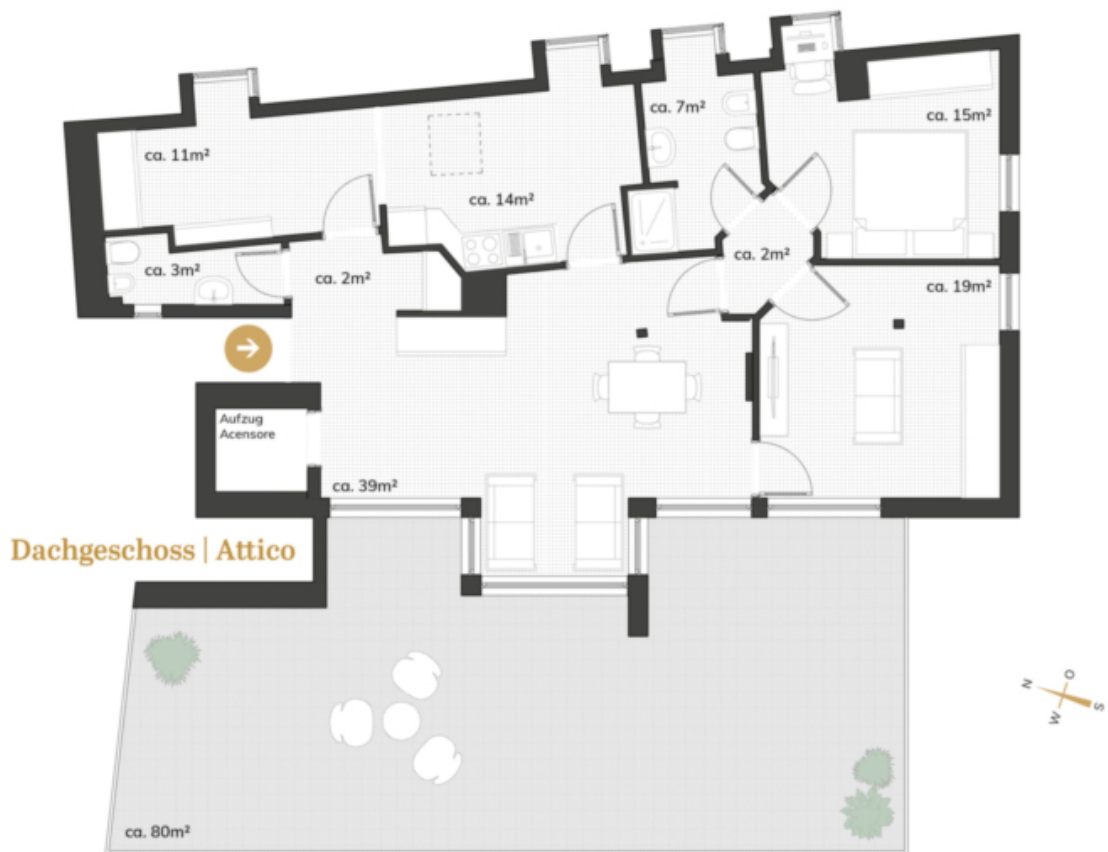 ca. 7m²
ca. 15m²
ca. 11m²
ca. 14m²
ca. 3m²
ca. 2m²
ca. 2m²
ca. 19m²
Aufzug
Acensore
ca. 39m²
Dachgeschoss | Attico
N
O
W
S
ca. 80m²